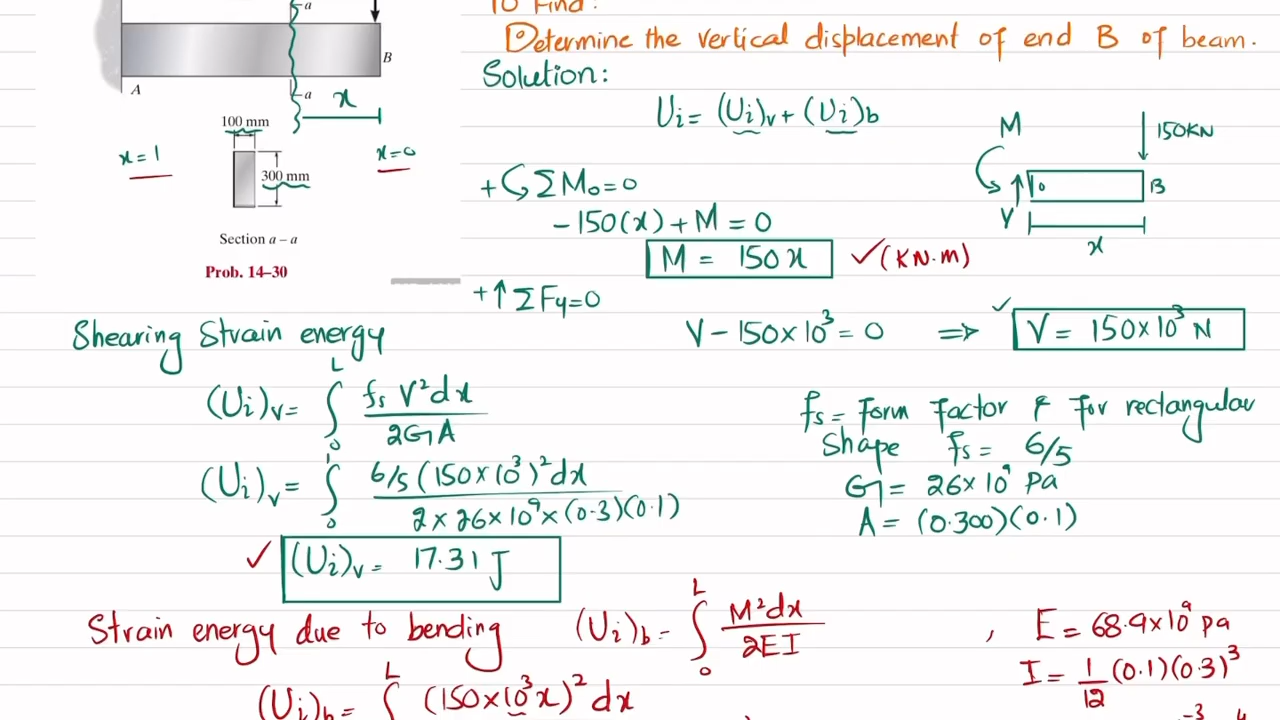 To Find:
Determine the vertical displacement of end B of beam.
Solution:
Ui = (Ui)v + (Ui)b
a
B
A
a
x
100 mm
x=1
x=0
300 mm
Section a – a
Prob. 14–30
M
150KN
o
B
V
x
+ ΣMo=0
-150(x) + M = 0
M = 150x ✓ (KN.m)
+↑ ΣFy=0
V - 150×10³ = 0 ⇒ ✓ V = 150×10³ N
Shearing Strain energy
(Ui)v = ∫₀ᴸ fs V²dx / 2GA
(Ui)v = ∫₀¹ 6/5 (150×10³)² dx / 2×26×10⁹×(0.3)(0.1)
✓ (Ui)v = 17.31 J
fs = Form Factor & for rectangular
Shape fs = 6/5
G = 26×10⁹ Pa
A = (0.300)(0.1)
Strain energy due to bending (Ui)b = ∫₀ᴸ M²dx / 2EI , E = 68.9×10⁹ Pa
I = 1/12 (0.1)(0.3)³
(Ui)b = ∫ᴸ (150×10³x)² dx
-3 4